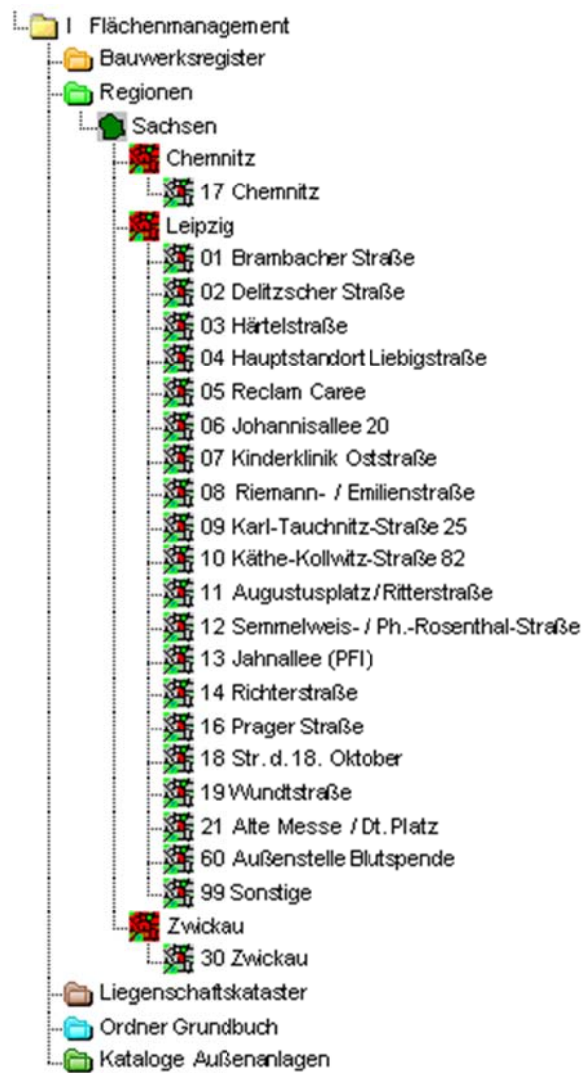 I Flächenmanagement
Bauwerksregister
Regionen
Sachsen
Chemnitz
17 Chemnitz
Leipzig
01 Brambacher Straße
02 Delitzscher Straße
03 Härtelstraße
04 Hauptstandort Liebigstraße
05 Reclam Caree
06 Johannisallee 20
07 Kinderklinik Oststraße
08 Riemann- / Emilienstraße
09 Karl-Tauchnitz-Straße 25
10 Käthe-Kollwitz-Straße 82
11 Augustusplatz/Ritterstraße
12 Semmelweis- / Ph.-Rosenthal-Straße
13 Jahnallee (PFI)
14 Richterstraße
16 Prager Straße
18 Str. d. 18. Oktober
19 Wundtstraße
21 Alte Messe / Dt. Platz
60 Außenstelle Blutspende
99 Sonstige
Zwickau
30 Zwickau
Liegenschaftskataster
Ordner Grundbuch
Kataloge Außenanlagen